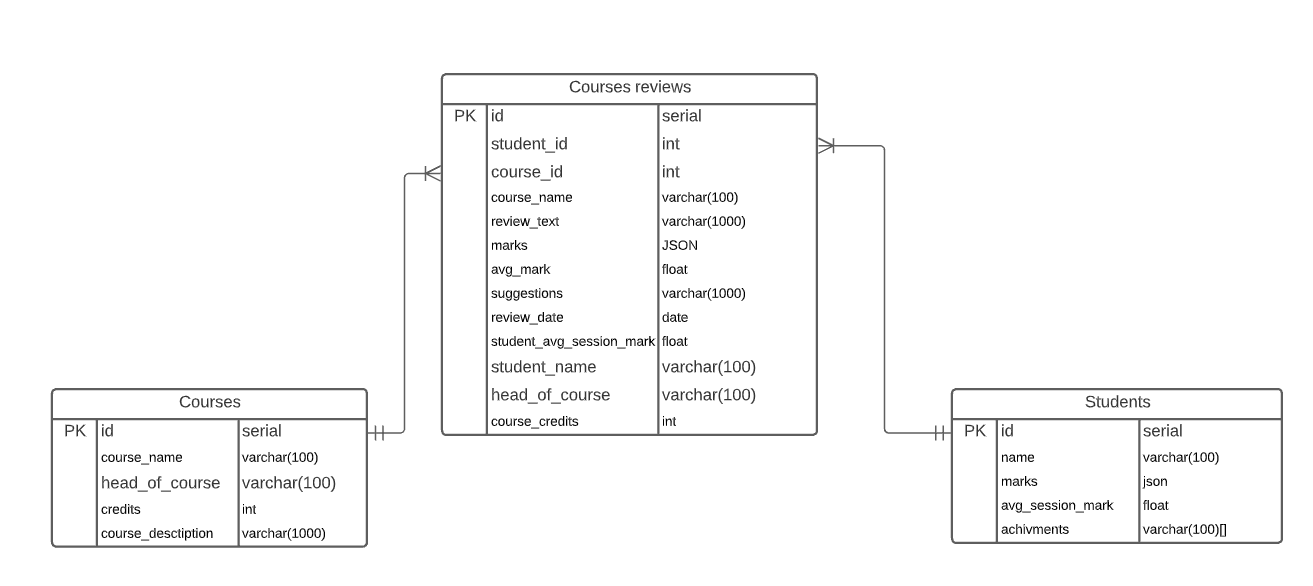 Courses reviews
PK id serial
student_id int
course_id int
course_name varchar(100)
review_text varchar(1000)
marks JSON
avg_mark float
suggestions varchar(1000)
review_date date
student_avg_session_mark float
student_name varchar(100)
head_of_course varchar(100)
course_credits int
Courses
PK id serial
course_name varchar(100)
head_of_course varchar(100)
credits int
course_desctiption varchar(1000)
Students
PK id serial
name varchar(100)
marks json
avg_session_mark float
achivments varchar(100)[]